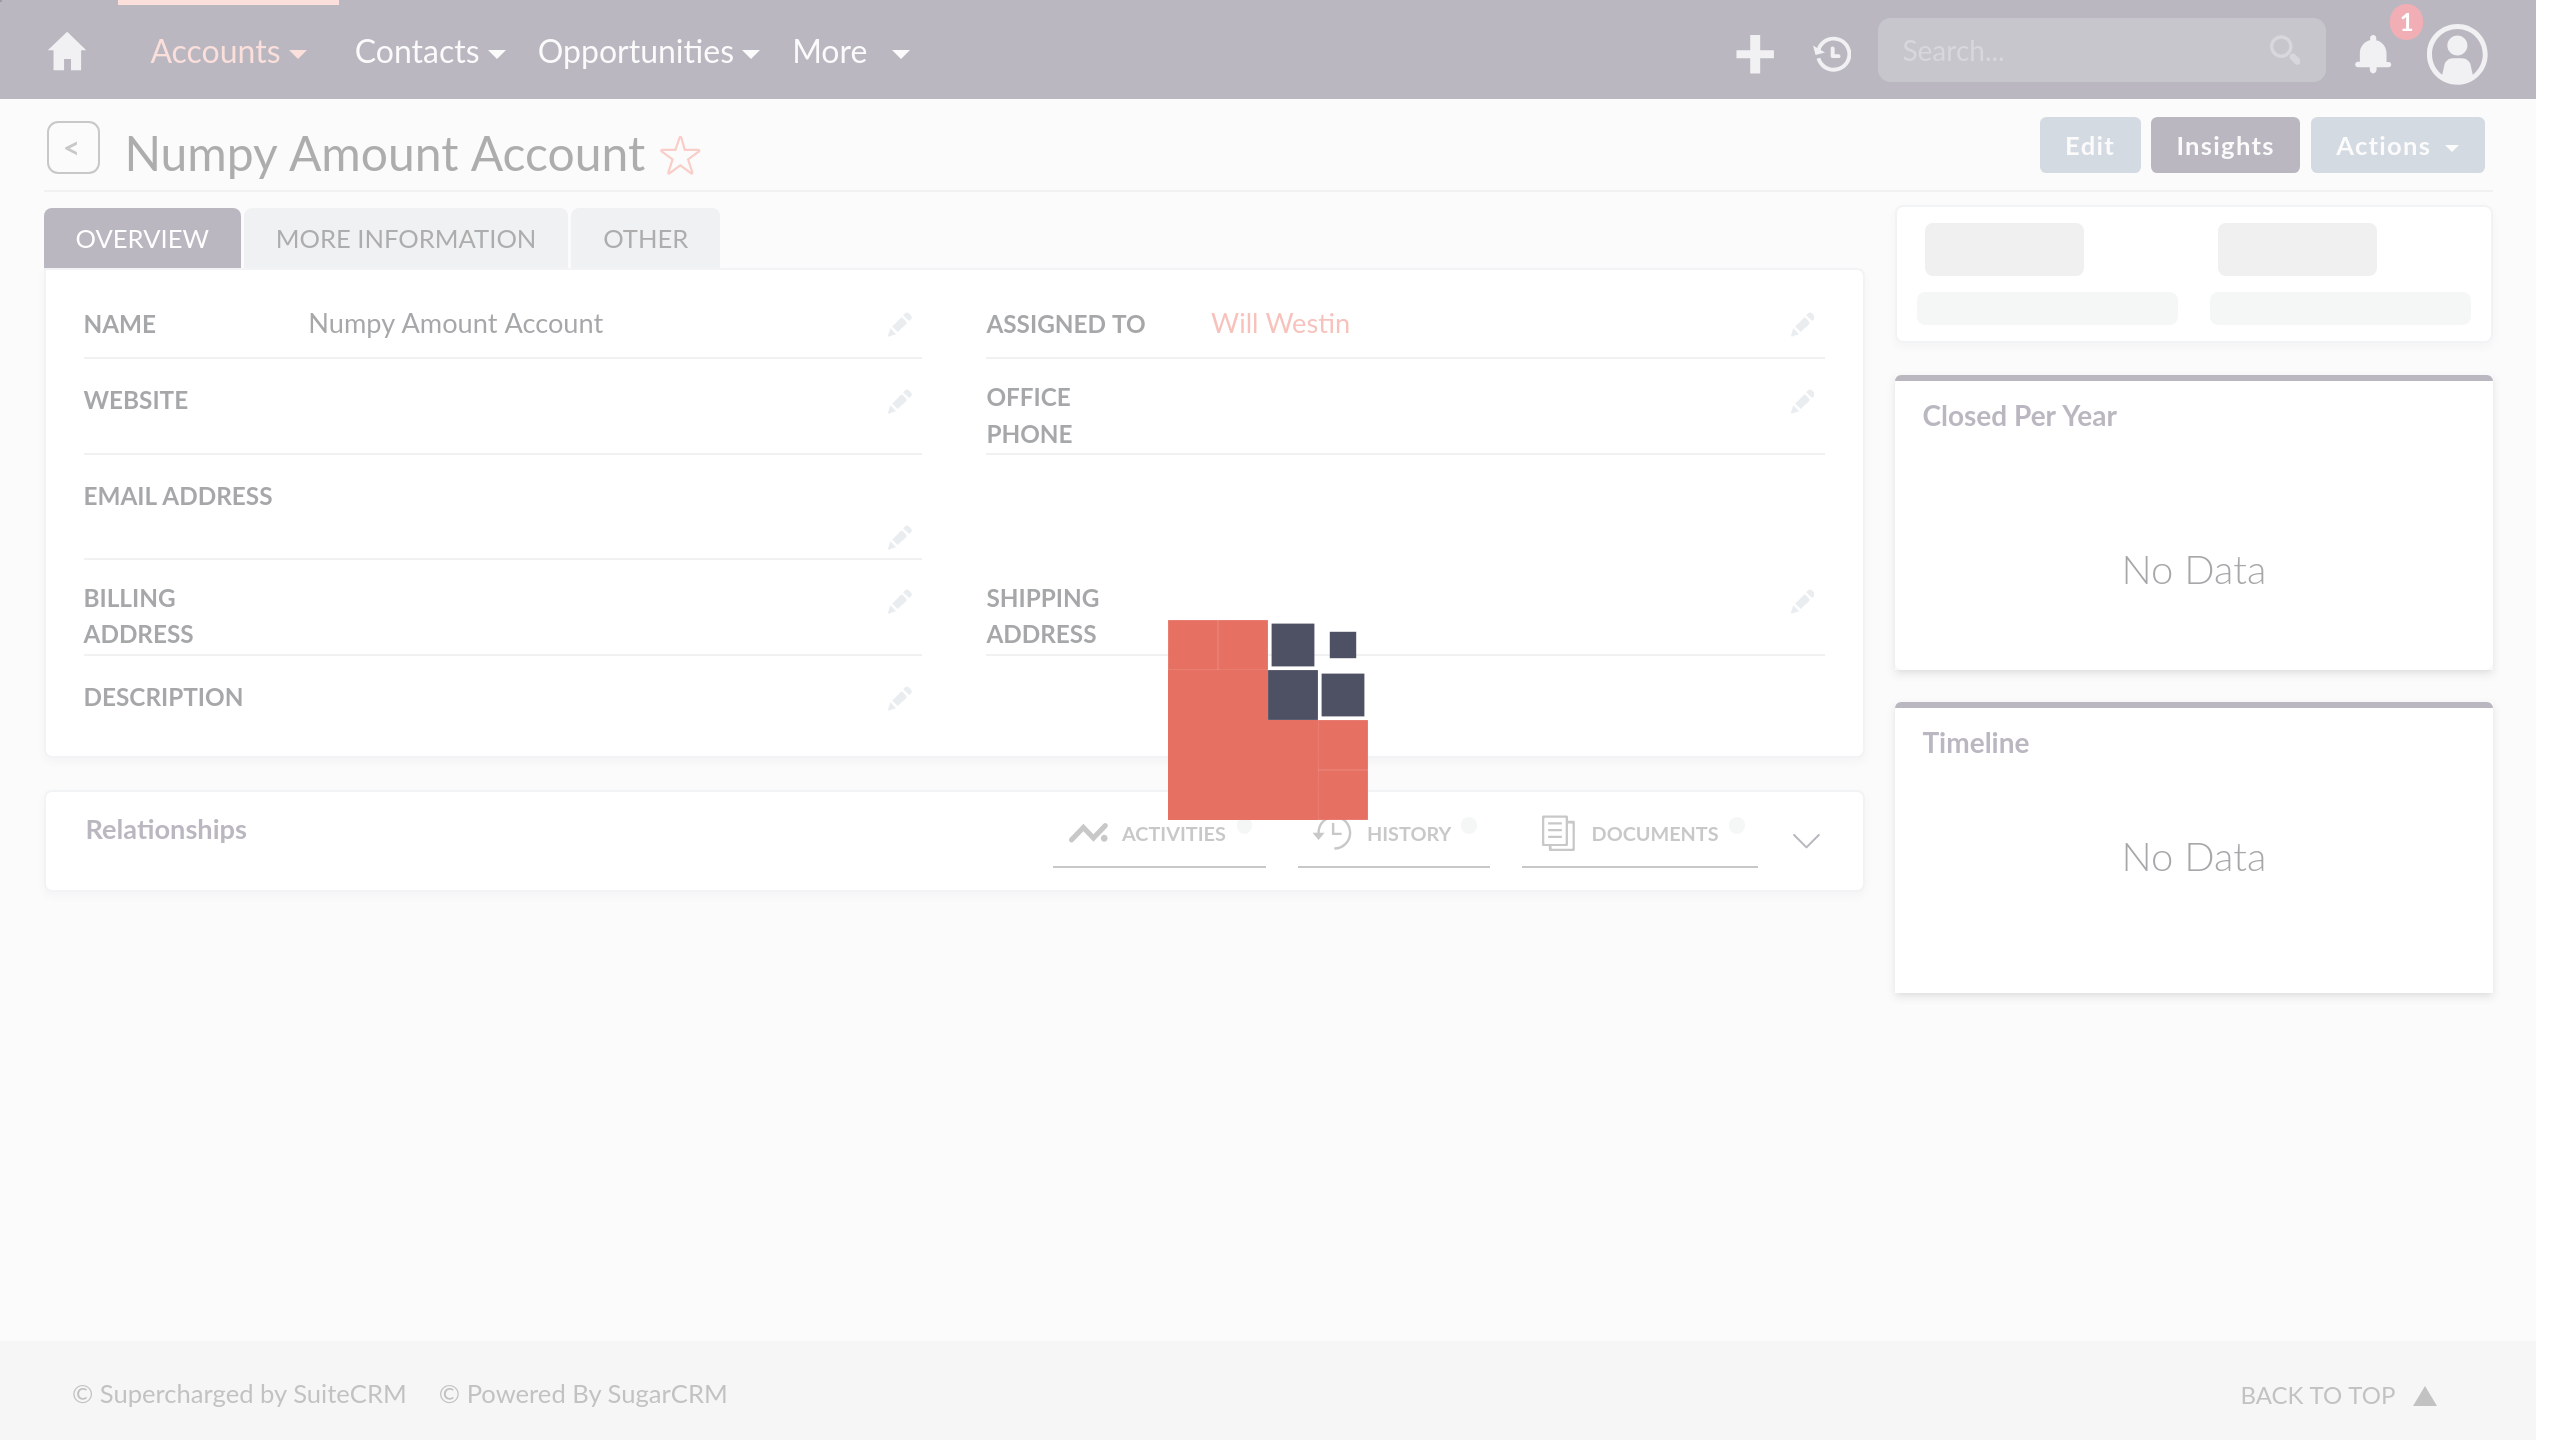 Accounts Contacts Opportunities More Search... 1
< Numpy Amount Account Edit Insights Actions
OVERVIEW MORE INFORMATION OTHER
NAME Numpy Amount Account ASSIGNED TO Will Westin
WEBSITE OFFICE
PHONE
EMAIL ADDRESS
BILLING SHIPPING
ADDRESS ADDRESS
DESCRIPTION
Closed Per Year
No Data
Timeline
No Data
Relationships ACTIVITIES HISTORY DOCUMENTS
© Supercharged by SuiteCRM © Powered By SugarCRM BACK TO TOP